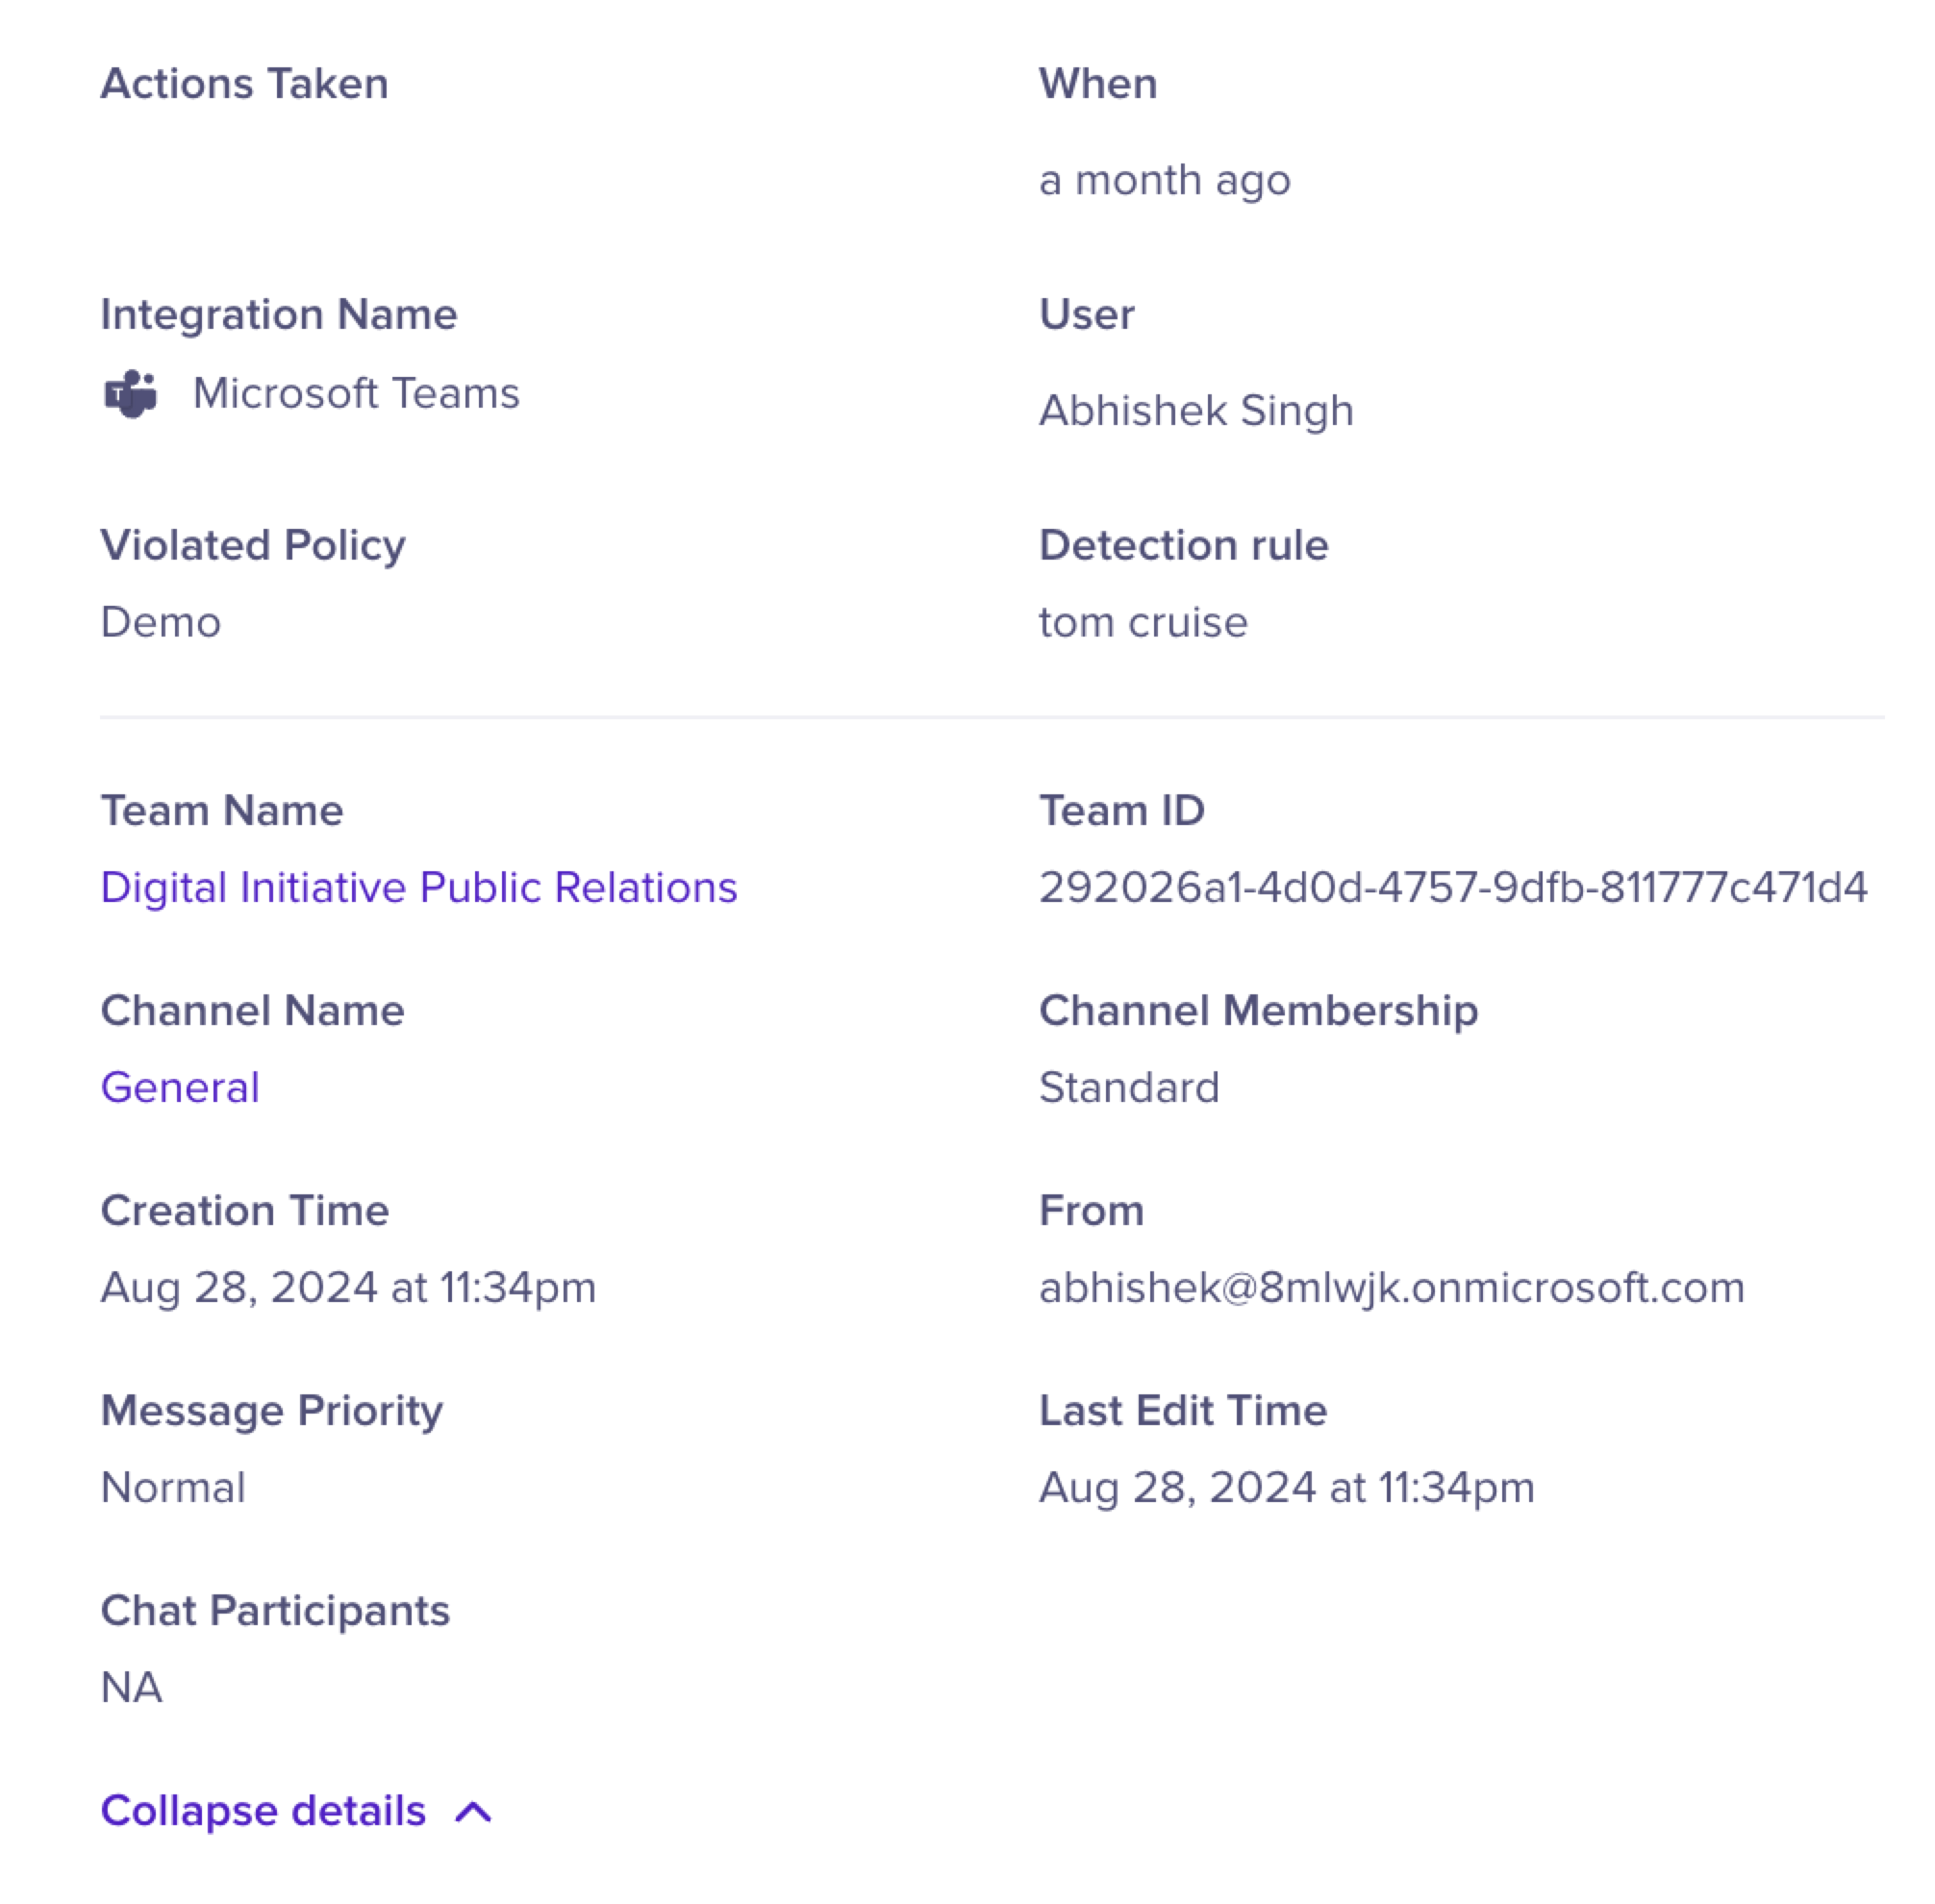 Actions Taken
When
a month ago
Integration Name
User
Microsoft Teams
Abhishek Singh
Violated Policy
Detection rule
Demo
tom cruise
Team Name
Team ID
Digital Initiative Public Relations
292026a1-4d0d-4757-9dfb-811777c471d4
Channel Name
Channel Membership
General
Standard
Creation Time
From
Aug 28, 2024 at 11:34pm
abhishek@8mlwjk.onmicrosoft.com
Message Priority
Last Edit Time
Normal
Aug 28, 2024 at 11:34pm
Chat Participants
NA
Collapse details